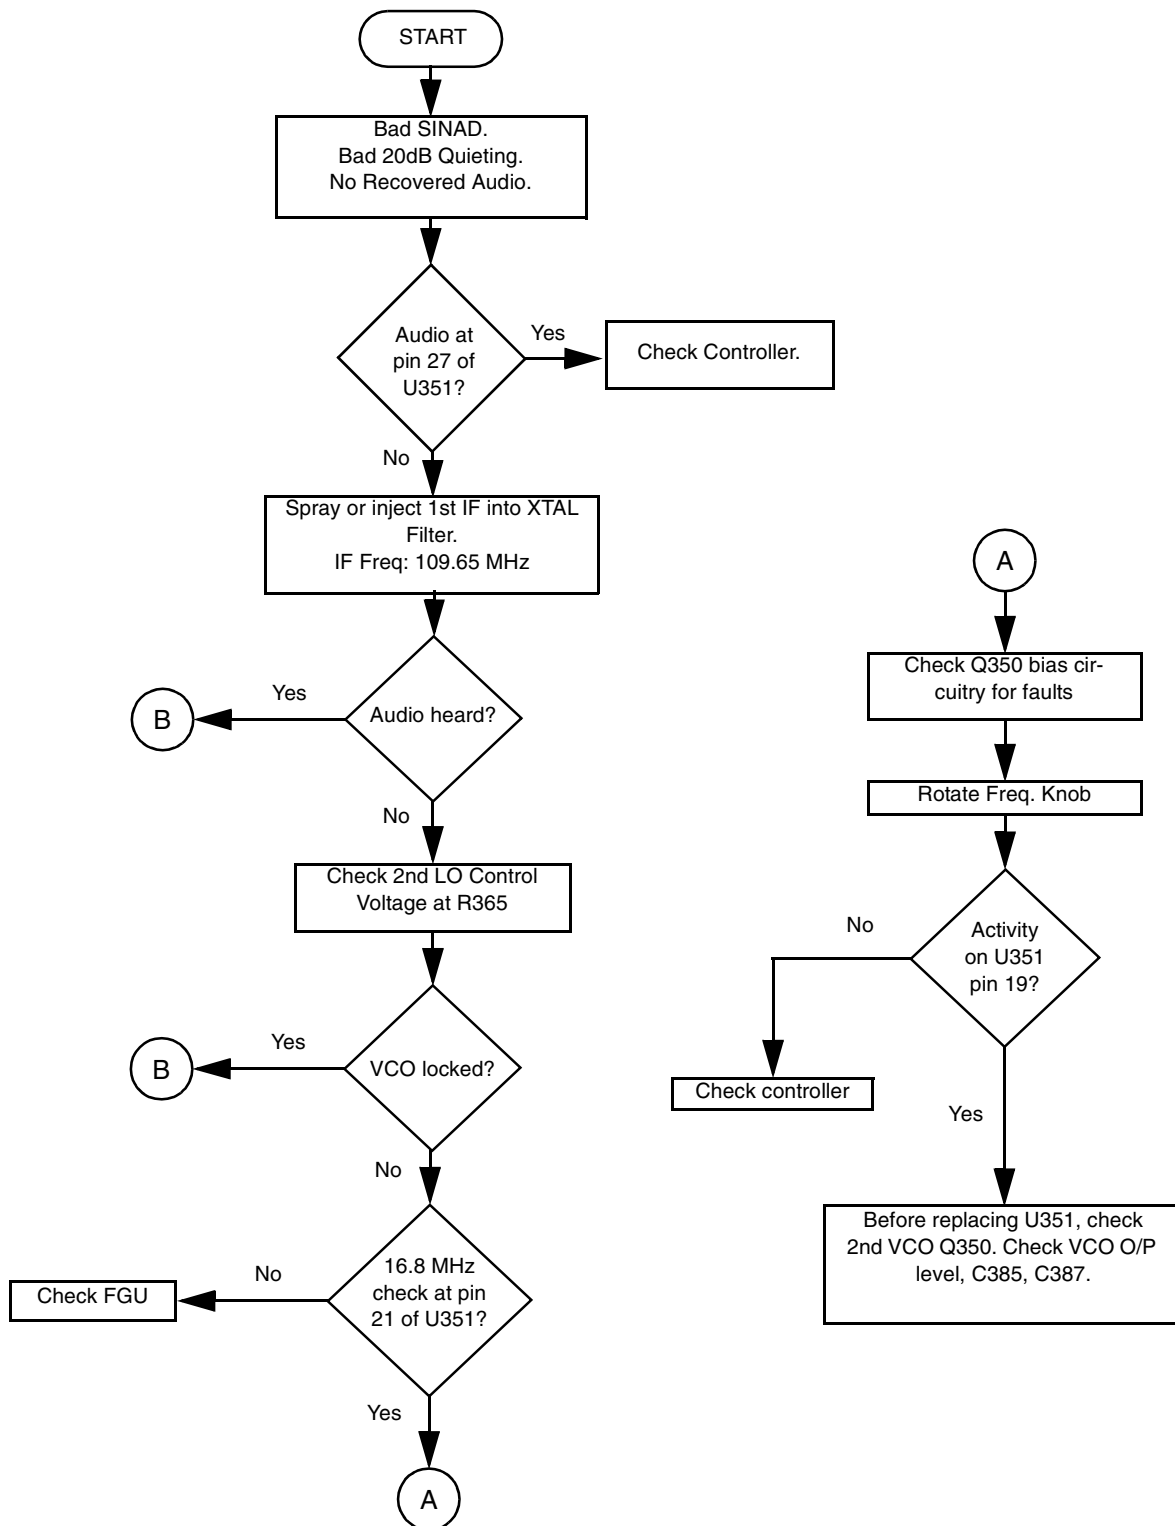 START
Bad SINAD.
Bad 20dB Quieting.
No Recovered Audio.
Audio at
pin 27 of
U351?
Yes
Check Controller.
No
Spray or inject 1st IF into XTAL
Filter.
IF Freq: 109.65 MHz
Audio heard?
Yes
B
No
Check 2nd LO Control
Voltage at R365
VCO locked?
Yes
B
No
16.8 MHz
check at pin
21 of U351?
No
Check FGU
Yes
A
A
Check Q350 bias cir-
cuitry for faults
Rotate Freq. Knob
Activity
on U351
pin 19?
No
Check controller
Yes
Before replacing U351, check
2nd VCO Q350. Check VCO O/P
level, C385, C387.